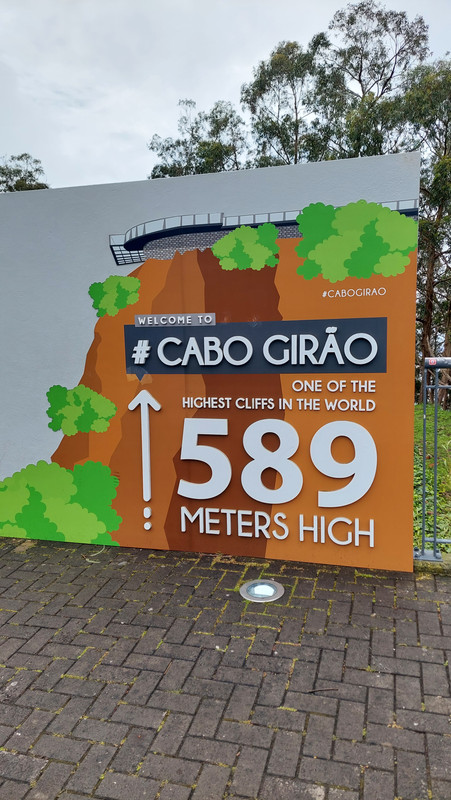 #CABOGIRAO
WELCOME TO
# CABO GIRÃO
ONE OF THE
HIGHEST CLIFFS IN THE WORLD
589
METERS HIGH